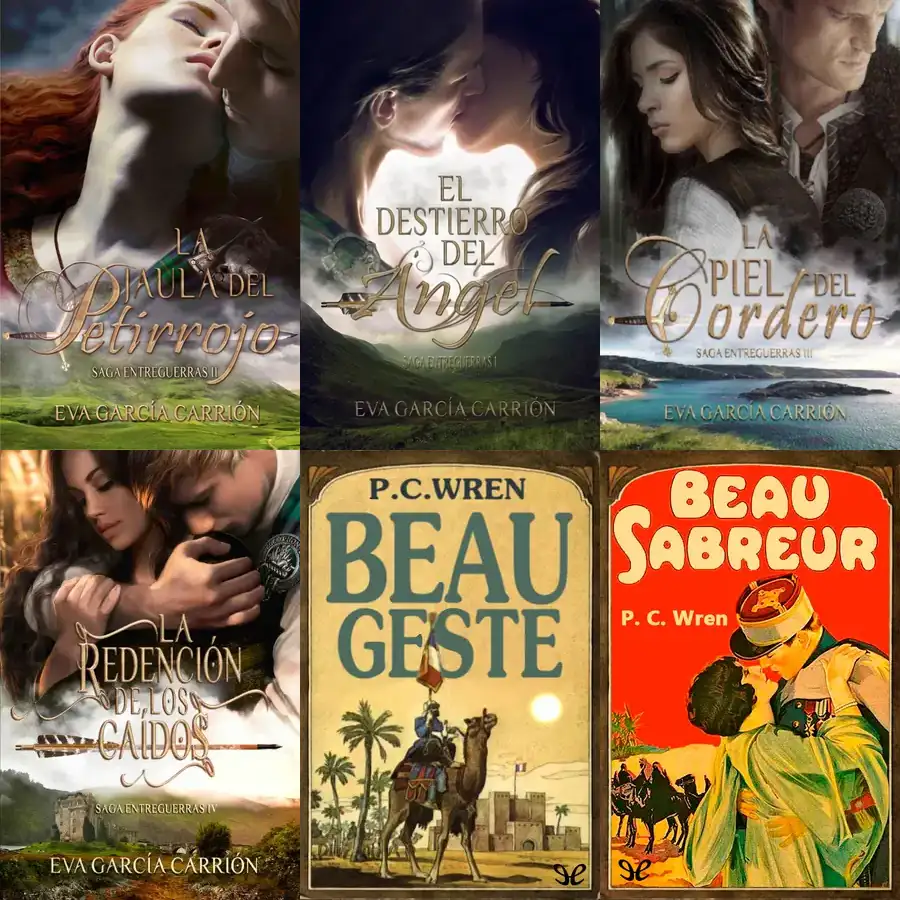 LA
JAULA DEL
Petirrojo
SAGA ENTREGUERRAS II
EVA GARCÍA CARRIÓN
EL
DESTIERRO
DEL
Ángel
SAGA ENTREGUERRAS I
EVA GARCÍA CARRIÓN
LA
PIEL DEL
Cordero
SAGA ENTREGUERRAS III
EVA GARCÍA CARRIÓN
LA
REDENCIÓN
DE LOS
CAÍDOS
SAGA ENTREGUERRAS IV
EVA GARCÍA CARRIÓN
P.C.WREN
BEAU
GESTE
BEAU
SABREUR
P. C. Wren